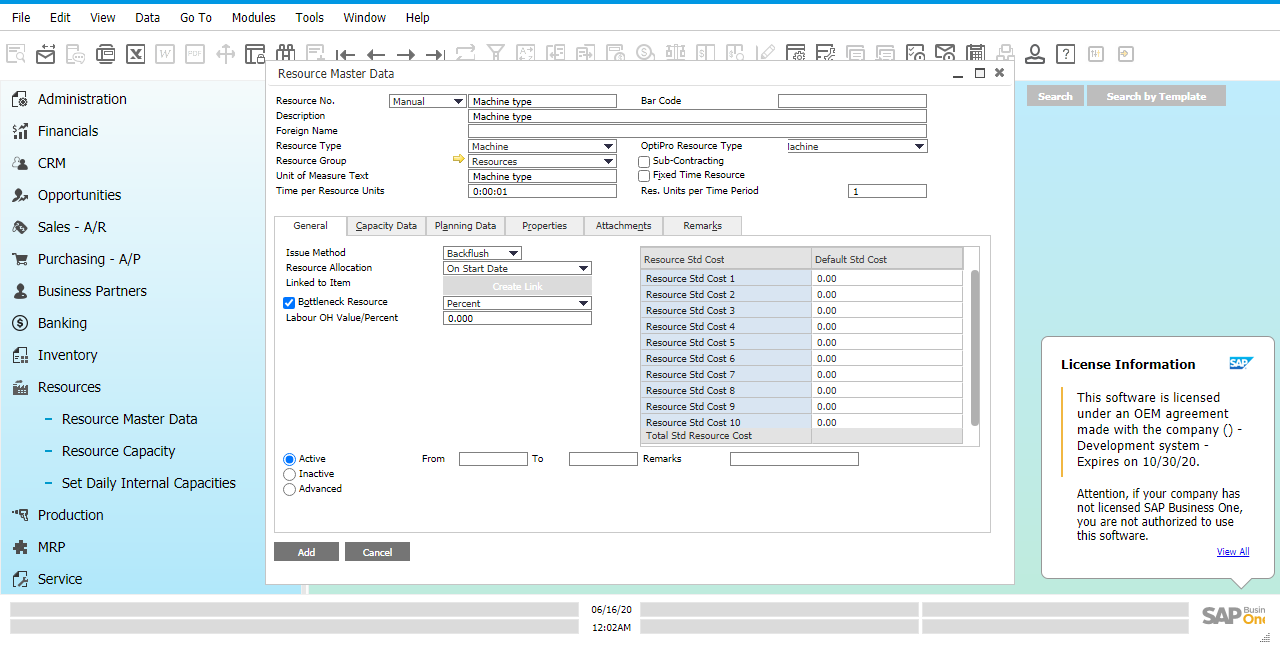 File Edit View Data Go To Modules Tools Window Help
Resource Master Data
Administration
Financials
CRM
Opportunities
Sales - A/R
Purchasing - A/P
Business Partners
Banking
Inventory
Resources
Resource Master Data
Resource Capacity
Set Daily Internal Capacities
Production
MRP
Service
Resource No. Manual Machine type Bar Code
Description Machine type
Foreign Name
Resource Type Machine OptiPro Resource Type lachine
Resource Group Resources Sub-Contracting
Unit of Measure Text Machine type Fixed Time Resource
Time per Resource Units 0:00:01 Res. Units per Time Period 1
General Capacity Data Planning Data Properties Attachments Remarks
Issue Method Backflush
Resource Allocation On Start Date
Linked to Item Create Link
Bottleneck Resource Percent
Labour OH Value/Percent 0.000
Resource Std Cost Default Std Cost
Resource Std Cost 1 0.00
Resource Std Cost 2 0.00
Resource Std Cost 3 0.00
Resource Std Cost 4 0.00
Resource Std Cost 5 0.00
Resource Std Cost 6 0.00
Resource Std Cost 7 0.00
Resource Std Cost 8 0.00
Resource Std Cost 9 0.00
Resource Std Cost 10 0.00
Total Std Resource Cost
Active From To Remarks
Inactive
Advanced
Add Cancel
Search Search by Template
License Information SAP
This software is licensed
under an OEM agreement
made with the company () -
Development system -
Expires on 10/30/20.
Attention, if your company has
not licensed SAP Business One,
you are not authorized to use
this software.
View All
06/16/20
12:02AM
SAP Busin
One